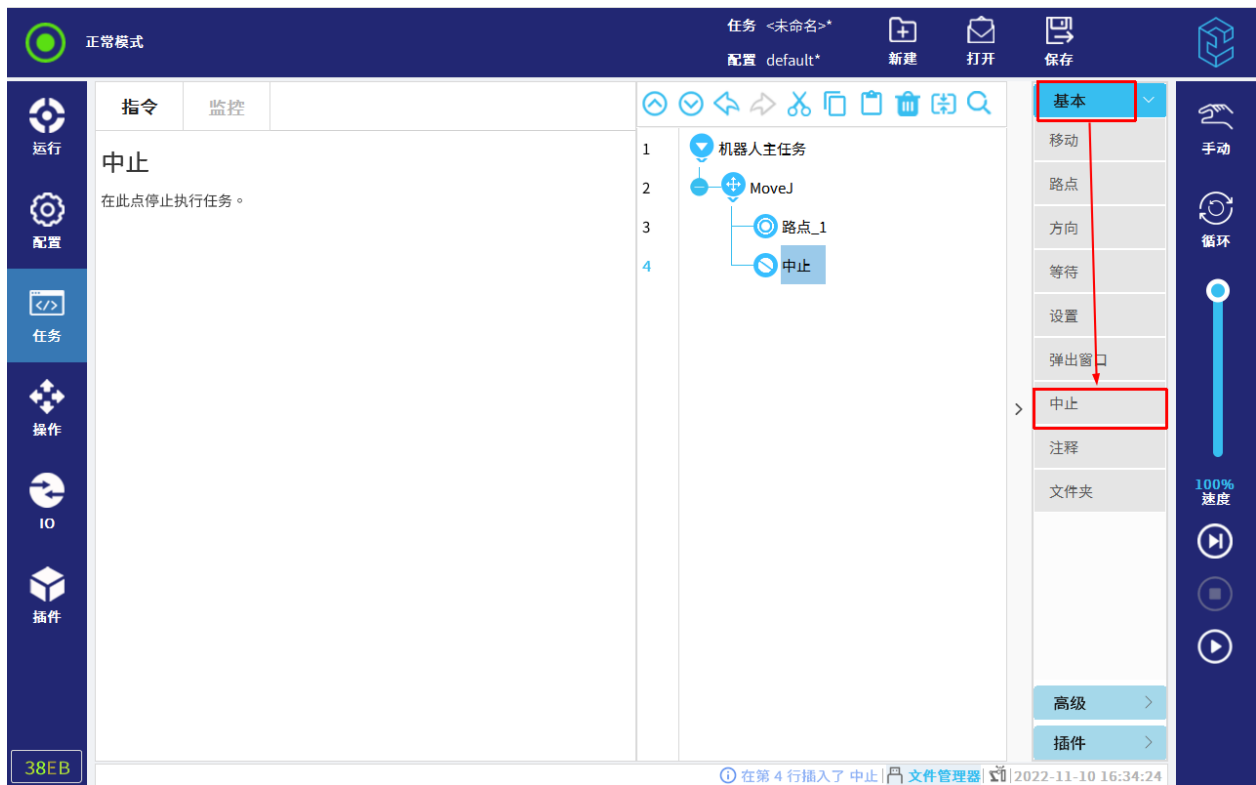 正常模式
任务 <未命名>*
配置 default*
新建
打开
保存
运行
配置
任务
操作
IO
插件
38EB
指令
监控
中止
在此点停止执行任务。
1 机器人主任务
2 MoveJ
3 路点_1
4 中止
基本
移动
路点
方向
等待
设置
弹出窗口
中止
注释
文件夹
高级
插件
手动
循环
100%
速度
在第 4 行插入了 中止
文件管理器
2022-11-10 16:34:24